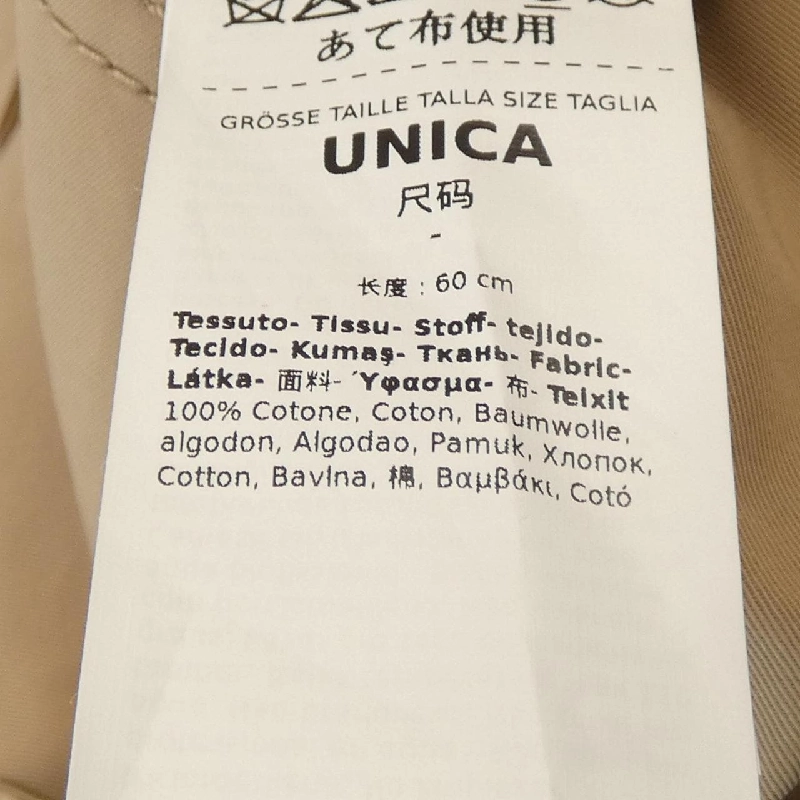 あて布使用
GRÖSSE TAILLE TALLA SIZE TAGLIA
UNICA
尺码
-
长度 : 60 cm
Tessuto- Tissu- Stoff- tejido-
Tecido- Kumaş- Ткань- Fabric-
Látka- 面料- Ύφασμα- 布- Teixit
100% Cotone, Coton, Baumwolle,
algodon, Algodao, Pamuk, Хлопок,
Cotton, Bavlna, 棉, Βαμβάκι, Cotó